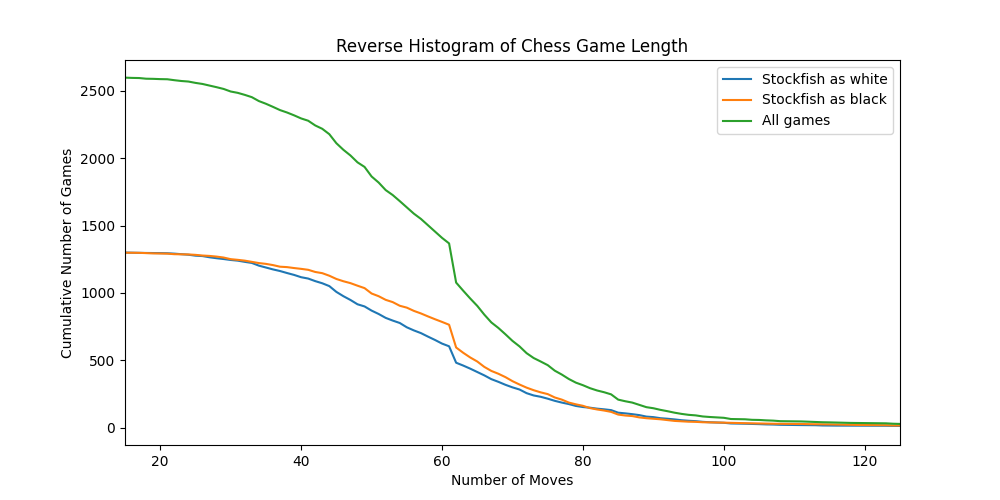 Reverse Histogram of Chess Game Length
Stockfish as white
Stockfish as black
All games
Cumulative Number of Games
2500
2000
1500
1000
500
0
20 40 60 80 100 120
Number of Moves